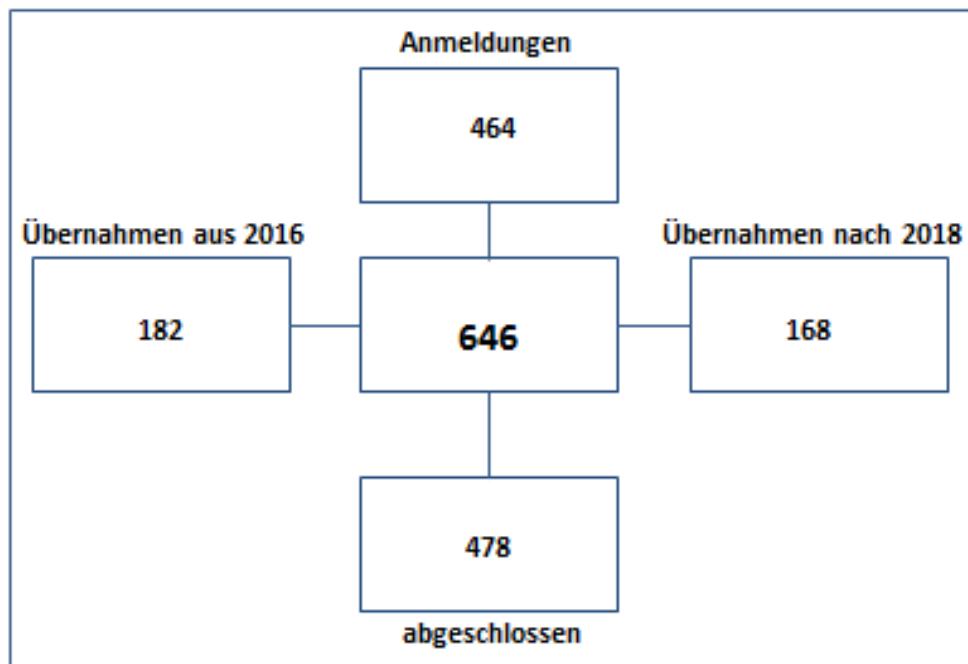 Anmeldungen
464
Übernahmen aus 2016
Übernahmen nach 2018
182
646
168
478
abgeschlossen